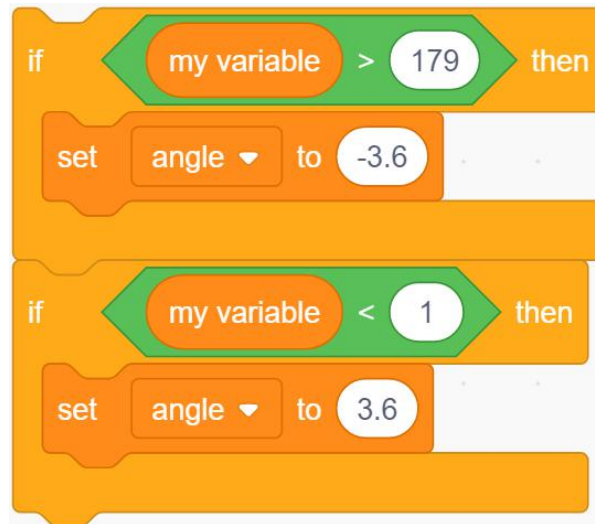 if my variable > 179 then
set angle to -3.6
if my variable < 1 then
set angle to 3.6